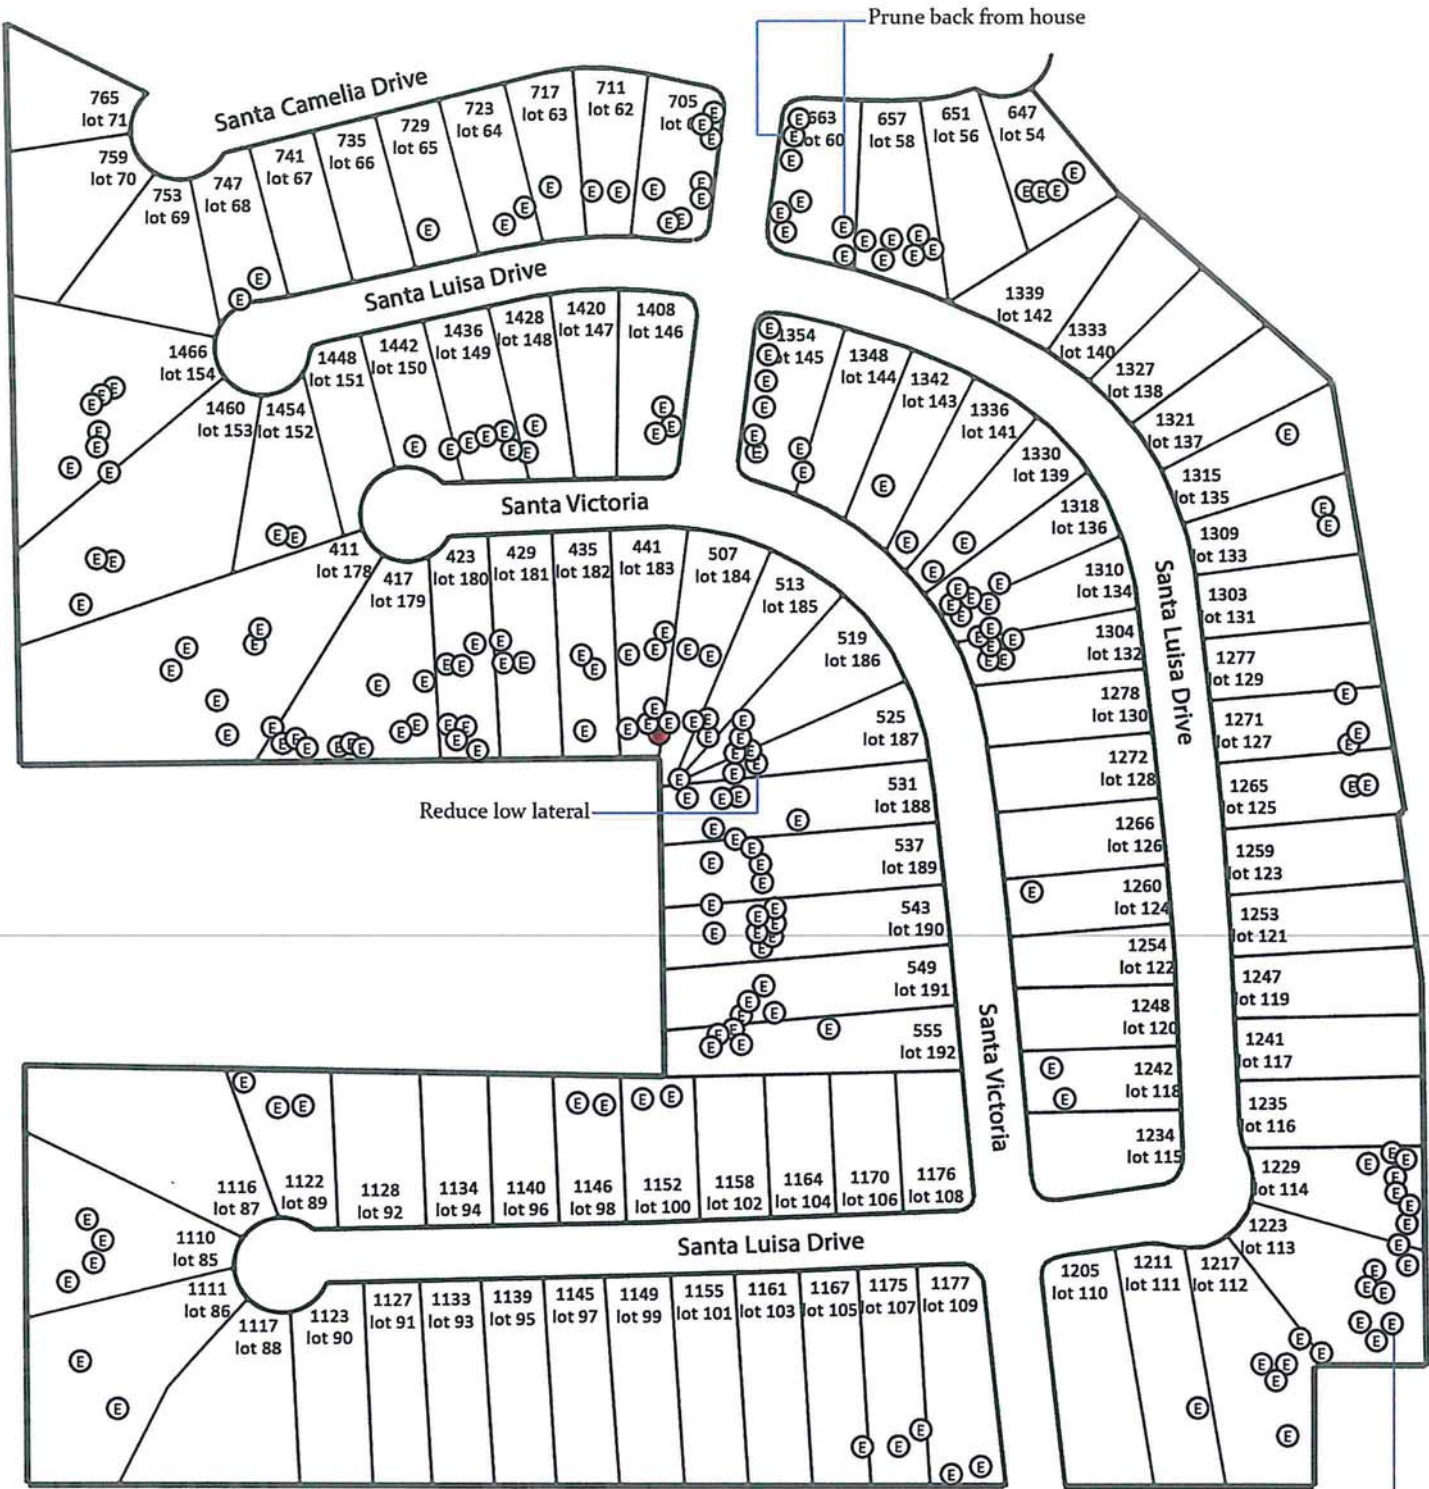 Prune back from house
Santa Camelia Drive
765
lot 71
759
lot 70
753
lot 69
747
lot 68
741
lot 67
735
lot 66
729
lot 65
723
lot 64
717
lot 63
711
lot 62
705
663
lot 60
657
lot 58
651
lot 56
647
lot 54
Santa Luisa Drive
1466
lot 154
1460
lot 153
1454
lot 152
1448
lot 151
1442
lot 150
1436
lot 149
1428
lot 148
1420
lot 147
1408
lot 146
1354
lot 145
1348
lot 144
1342
lot 143
1336
lot 141
1330
lot 139
1318
lot 136
1310
lot 134
1304
lot 132
1278
lot 130
1272
lot 128
1266
lot 126
1260
lot 124
1254
lot 122
1248
lot 120
1242
lot 118
1234
lot 115
1339
lot 142
1333
lot 140
1327
lot 138
1321
lot 137
1315
lot 135
1309
lot 133
1303
lot 131
1277
lot 129
1271
lot 127
1265
lot 125
1259
lot 123
1253
lot 121
1247
lot 119
1241
lot 117
1235
lot 116
1229
lot 114
1223
lot 113
Santa Luisa Drive
Santa Victoria
411
lot 178
417
lot 179
423
lot 180
429
lot 181
435
lot 182
441
lot 183
507
lot 184
513
lot 185
519
lot 186
525
lot 187
531
lot 188
537
lot 189
543
lot 190
549
lot 191
555
lot 192
Reduce low lateral
Santa Victoria
1116
lot 87
1122
lot 89
1128
lot 92
1134
lot 94
1140
lot 96
1146
lot 98
1152
lot 100
1158
lot 102
1164
lot 104
1170
lot 106
1176
lot 108
1110
lot 85
Santa Luisa Drive
1111
lot 86
1117
lot 88
1123
lot 90
1127
lot 91
1133
lot 93
1139
lot 95
1145
lot 97
1149
lot 99
1155
lot 101
1161
lot 103
1167
lot 105
1175
lot 107
1177
lot 109
1205
lot 110
1211
lot 111
1217
lot 112